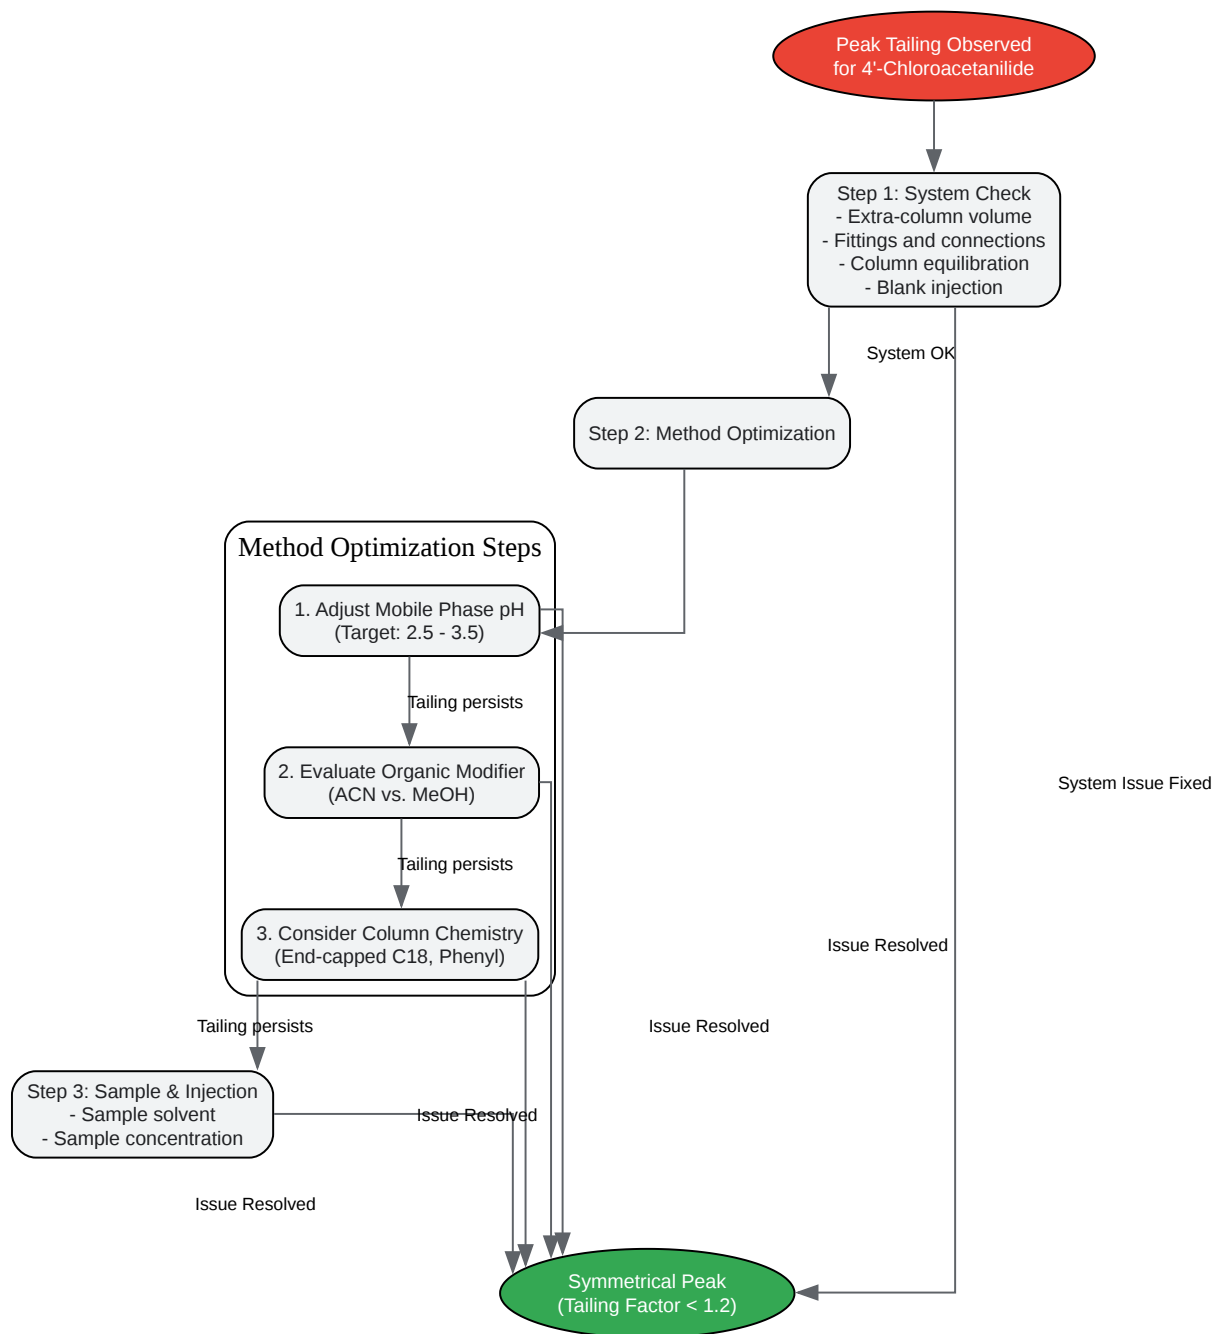 Peak Tailing Observed
for 4'-Chloroacetanilide
Step 1: System Check
- Extra-column volume
- Fittings and connections
- Column equilibration
- Blank injection
System OK
Step 2: Method Optimization
Method Optimization Steps
1. Adjust Mobile Phase pH
(Target: 2.5 - 3.5)
Tailing persists
2. Evaluate Organic Modifier
(ACN vs. MeOH)
System Issue Fixed
Tailing persists
3. Consider Column Chemistry
(End-capped C18, Phenyl)
Issue Resolved
Tailing persists
Issue Resolved
Step 3: Sample & Injection
- Sample solvent
- Sample concentration
Issue Resolved
Issue Resolved
Symmetrical Peak
(Tailing Factor < 1.2)